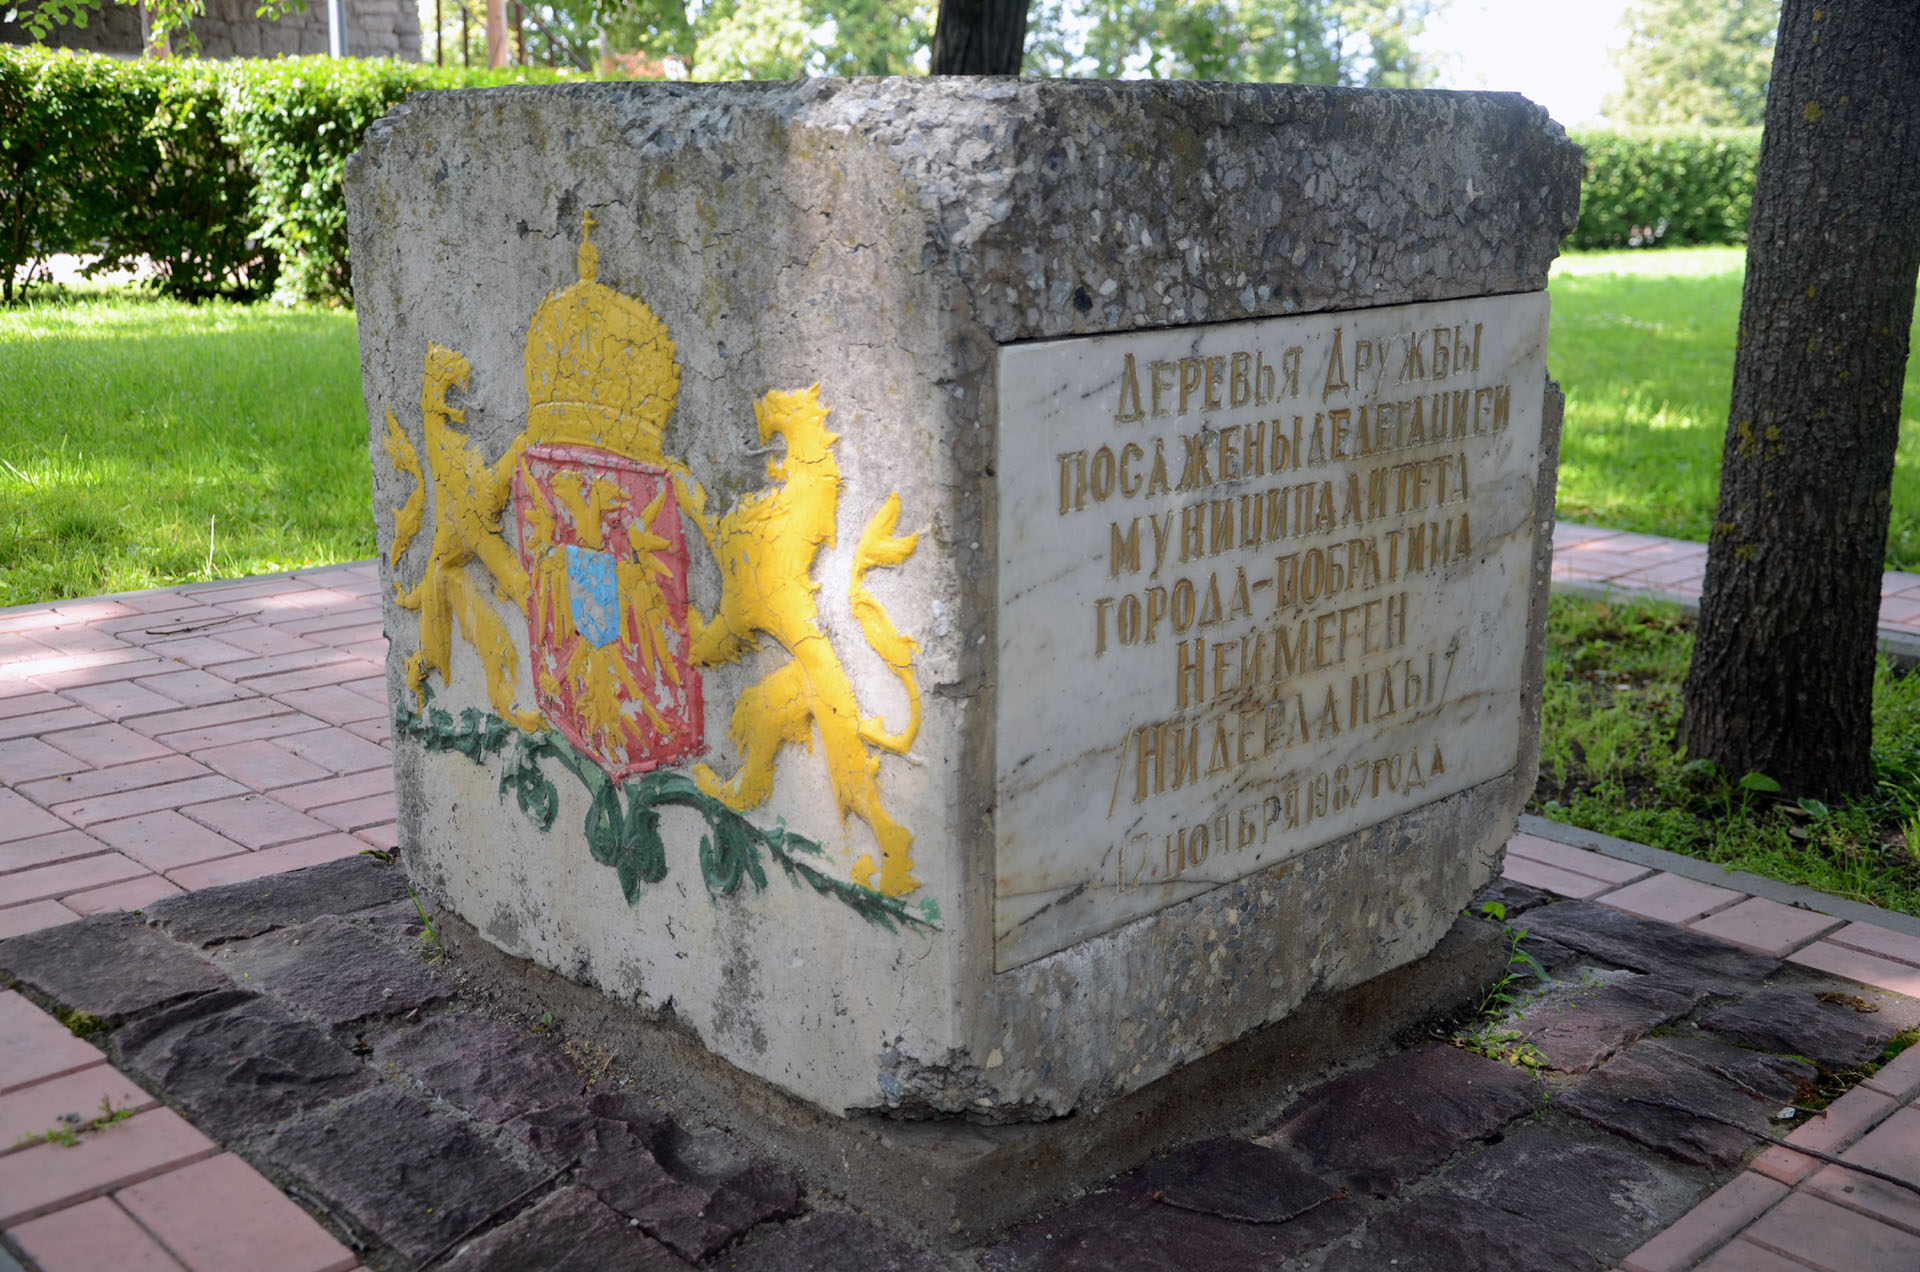 Деревья Дружбы
посажены делегацией
муниципалитета
города-побратима
Неймеген
/Нидерланды/
17 ноября 1987 года